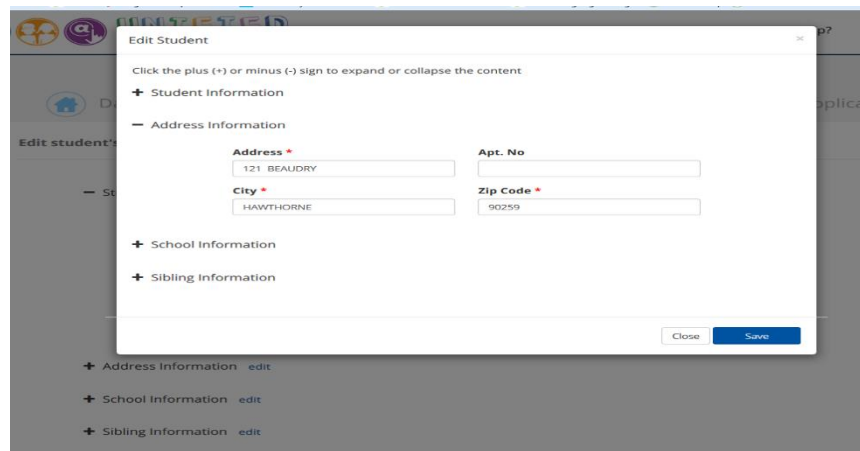 Edit Student ×
p?
Click the plus (+) or minus (-) sign to expand or collapse the content
+ Student Information
− Address Information
Address * Apt. No
121 BEAUDRY
City * Zip Code *
HAWTHORNE 90259
+ School Information
+ Sibling Information
Close Save
Edit student's
+ Address Information edit
+ School Information edit
+ Sibling Information edit